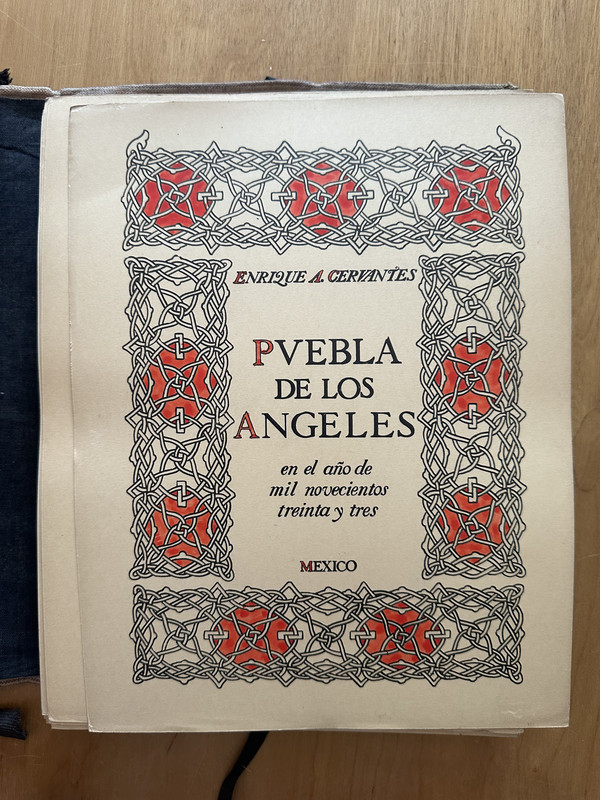 ENRIQUE A. CERVANTES
PVEBLA
DE LOS
ANGELES
en el año de
mil novecientos
treinta y tres
MEXICO